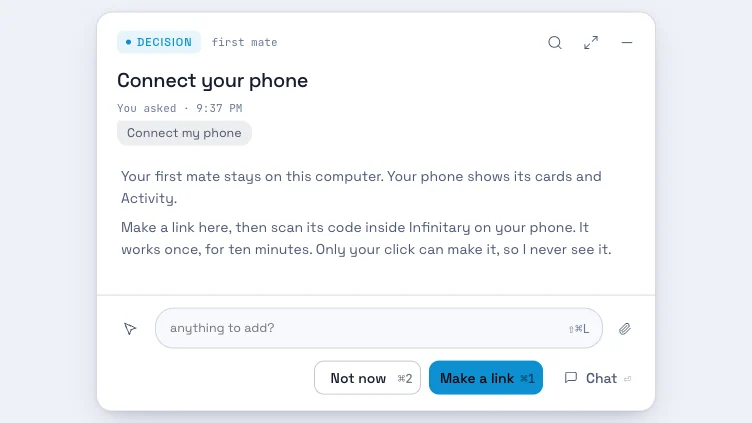 DECISION first mate
Connect your phone
You asked · 9:37 PM
Connect my phone
Your first mate stays on this computer. Your phone shows its cards and
Activity.
Make a link here, then scan its code inside Infinitary on your phone. It
works once, for ten minutes. Only your click can make it, so I never see it.
anything to add? ⇧⌘L
Not now ⌘2 Make a link ⌘1 Chat ⏎